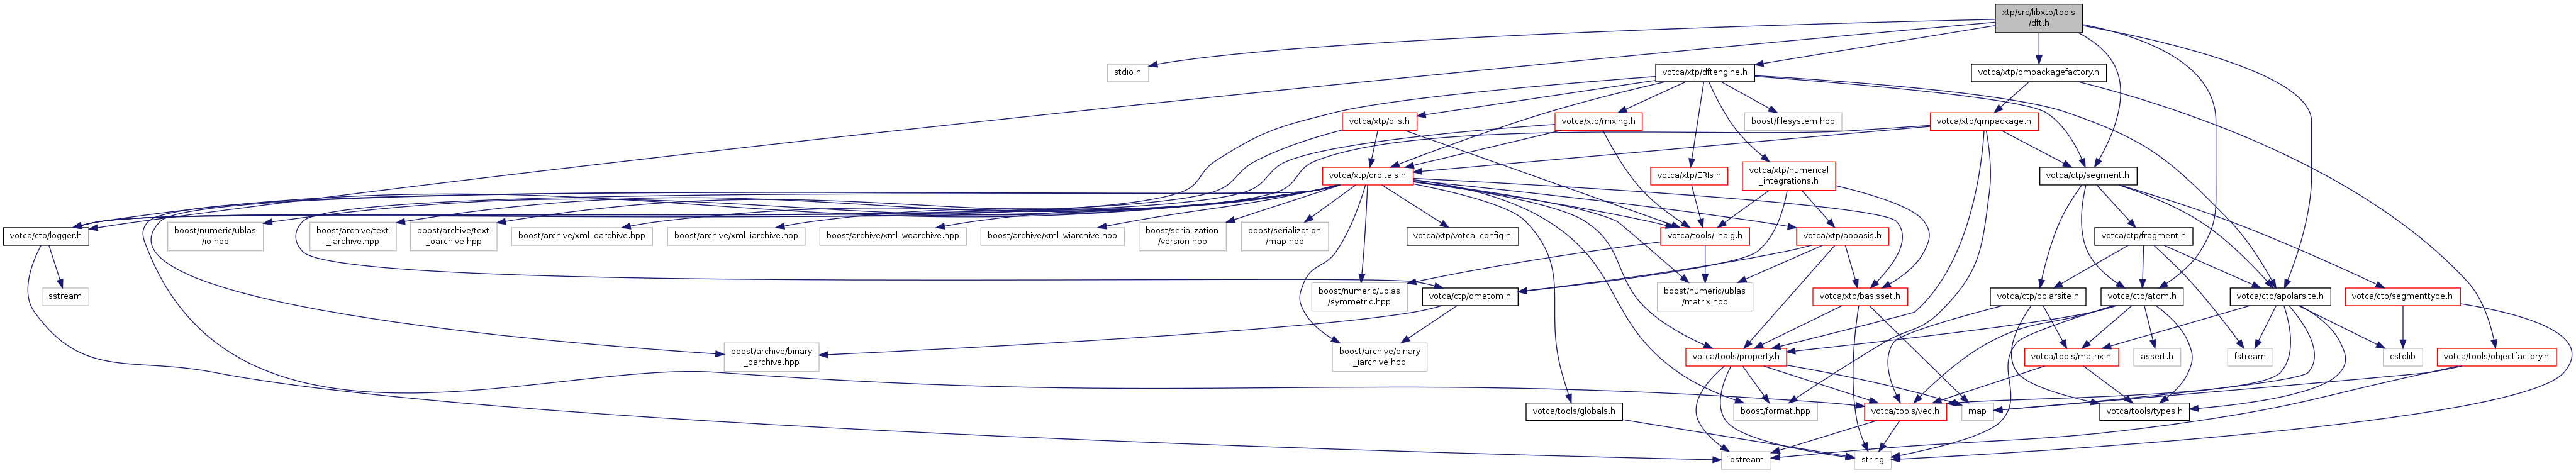 xtp/src/libxtp/tools
/dft.h
stdio.h
votca/xtp/dftengine.h
votca/xtp/qmpackagefactory.h
votca/xtp/diis.h
votca/xtp/mixing.h
boost/filesystem.hpp
votca/xtp/qmpackage.h
votca/xtp/orbitals.h
votca/xtp/ERIs.h
votca/xtp/numerical
_integrations.h
votca/ctp/segment.h
votca/ctp/logger.h
boost/numeric/ublas
/io.hpp
boost/archive/text
_iarchive.hpp
boost/archive/text
_oarchive.hpp
boost/archive/xml_oarchive.hpp
boost/archive/xml_iarchive.hpp
boost/archive/xml_woarchive.hpp
boost/archive/xml_wiarchive.hpp
boost/serialization
/version.hpp
boost/serialization
/map.hpp
votca/xtp/votca_config.h
votca/tools/linalg.h
votca/xtp/aobasis.h
votca/ctp/fragment.h
sstream
boost/numeric/ublas
/symmetric.hpp
votca/ctp/qmatom.h
boost/numeric/ublas
/matrix.hpp
votca/xtp/basisset.h
votca/ctp/polarsite.h
votca/ctp/atom.h
votca/ctp/apolarsite.h
votca/ctp/segmenttype.h
boost/archive/binary
_oarchive.hpp
boost/archive/binary
_iarchive.hpp
votca/tools/property.h
votca/tools/matrix.h
assert.h
fstream
cstdlib
votca/tools/objectfactory.h
votca/tools/globals.h
boost/format.hpp
votca/tools/vec.h
map
votca/tools/types.h
iostream
string